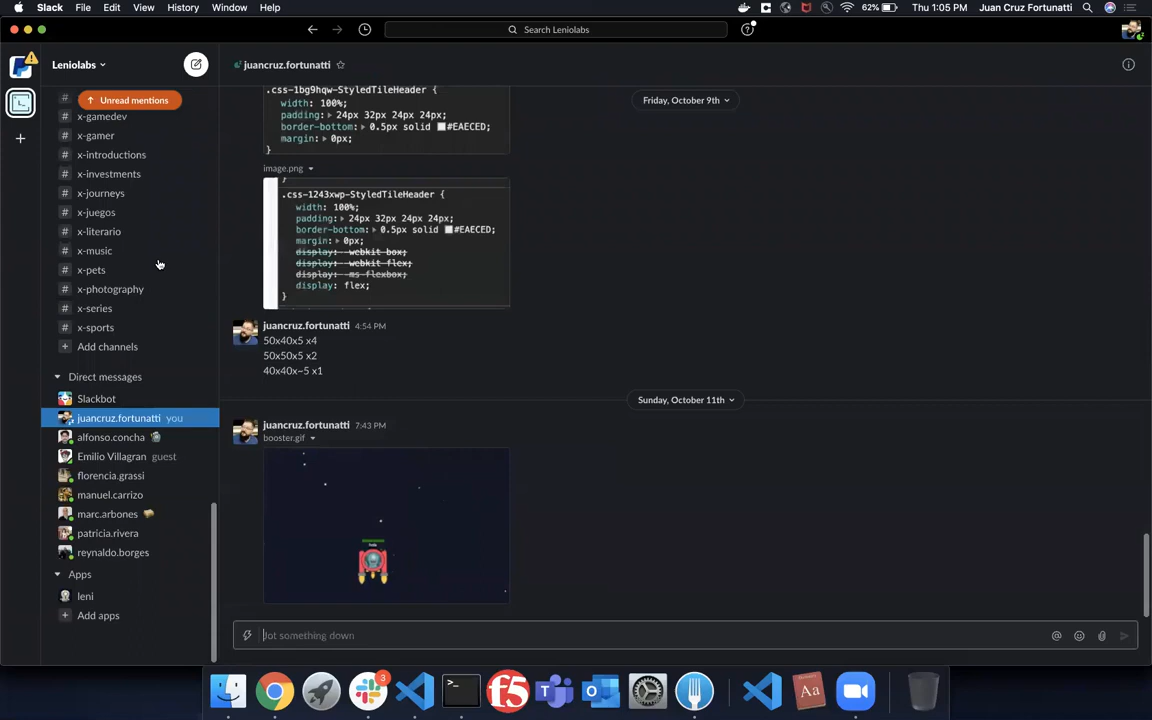 Slack File Edit View History Window Help
62% Thu 1:05 PM Juan Cruz Fortunatti
Search Leniolabs
Leniolabs
juancruz.fortunatti
Unread mentions
# x-gamedev
# x-gamer
# x-introductions
# x-investments
# x-journeys
# x-juegos
# x-literario
# x-music
# x-pets
# x-photography
# x-series
# x-sports
+ Add channels
Direct messages
Slackbot
juancruz.fortunatti you
alfonso.concha
Emilio Villagran guest
florencia.grassi
manuel.carrizo
marc.arbones
patricia.rivera
reynaldo.borges
Apps
leni
+ Add apps
Friday, October 9th
.css-1bg9hqw-StyledTileHeader {
width: 100%;
padding: 24px 32px 24px 24px;
border-bottom: 0.5px solid #EAECED;
margin: 0px;
}
image.png
}
.css-1243xwp-StyledTileHeader {
width: 100%;
padding: 24px 32px 24px 24px;
border-bottom: 0.5px solid #EAECED;
margin: 0px;
display: -webkit-box;
display: -webkit-flex;
display: -ms-flexbox;
display: flex;
}
juancruz.fortunatti 4:54 PM
50x40x5 x4
50x50x5 x2
40x40x~5 x1
Sunday, October 11th
juancruz.fortunatti 7:43 PM
booster.gif
Jot something down
3
>_
f5
T
O
Aa